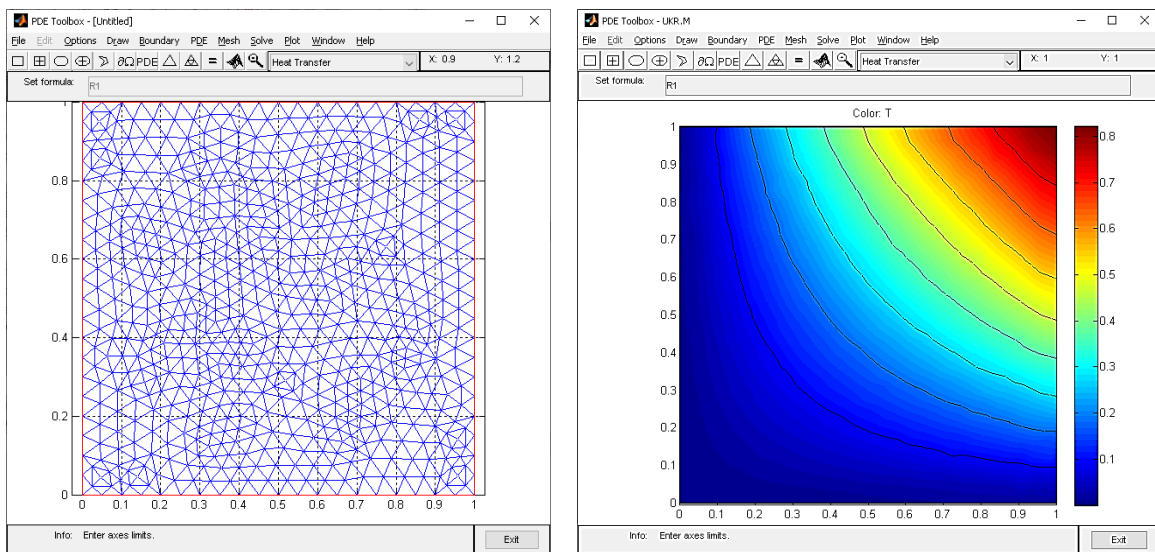 PDE Toolbox - [Untitled]
File Edit Options Draw Boundary PDE Mesh Solve Plot Window Help
∂Ω PDE = Heat Transfer X: 0.9 Y: 1.2
Set formula: R1
1
0.8
0.6
0.4
0.2
0
0 0.1 0.2 0.3 0.4 0.5 0.6 0.7 0.8 0.9 1
Info: Enter axes limits. Exit
PDE Toolbox - UKR.M
File Edit Options Draw Boundary PDE Mesh Solve Plot Window Help
∂Ω PDE = Heat Transfer X: 1 Y: 1
Set formula: R1
Color: T
1
0.9
0.8
0.7
0.6
0.5
0.4
0.3
0.2
0.1
0
0 0.1 0.2 0.3 0.4 0.5 0.6 0.7 0.8 0.9 1
0.8
0.7
0.6
0.5
0.4
0.3
0.2
0.1
Info: Enter axes limits. Exit